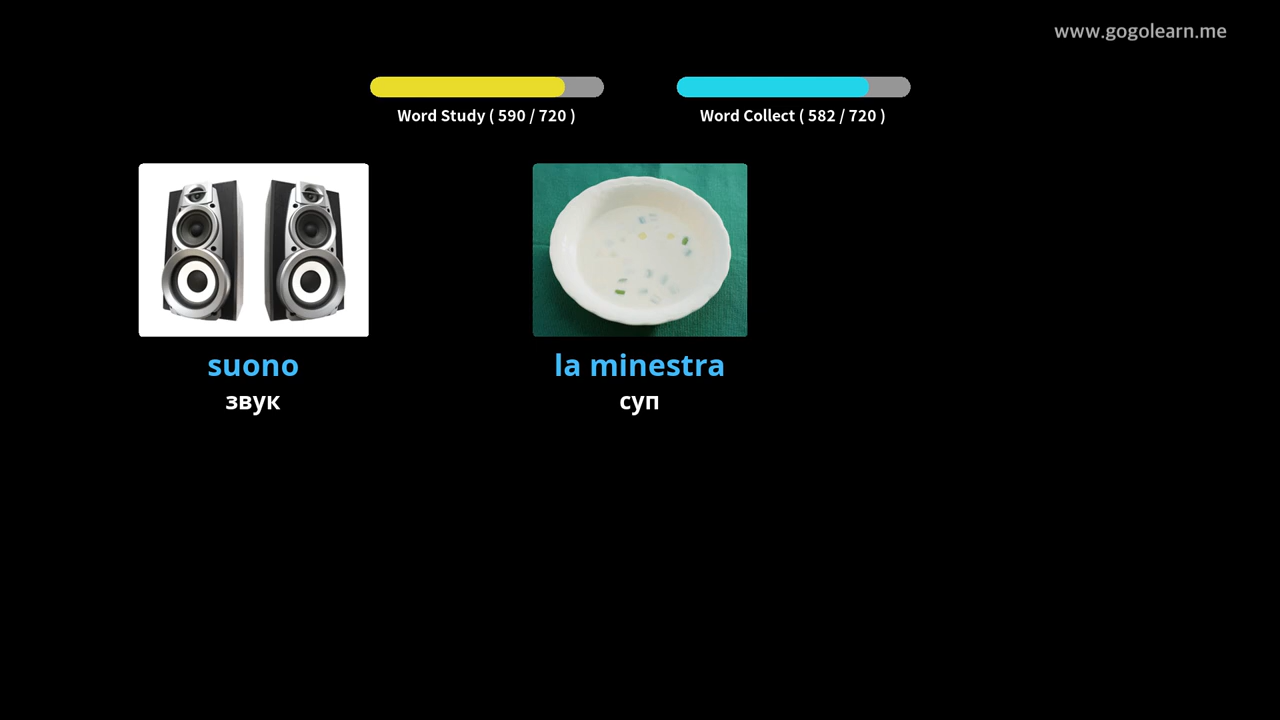 www.gogolearn.me
Word Study ( 590 / 720 )
Word Collect ( 582 / 720 )
suono
la minestra
звук
суп